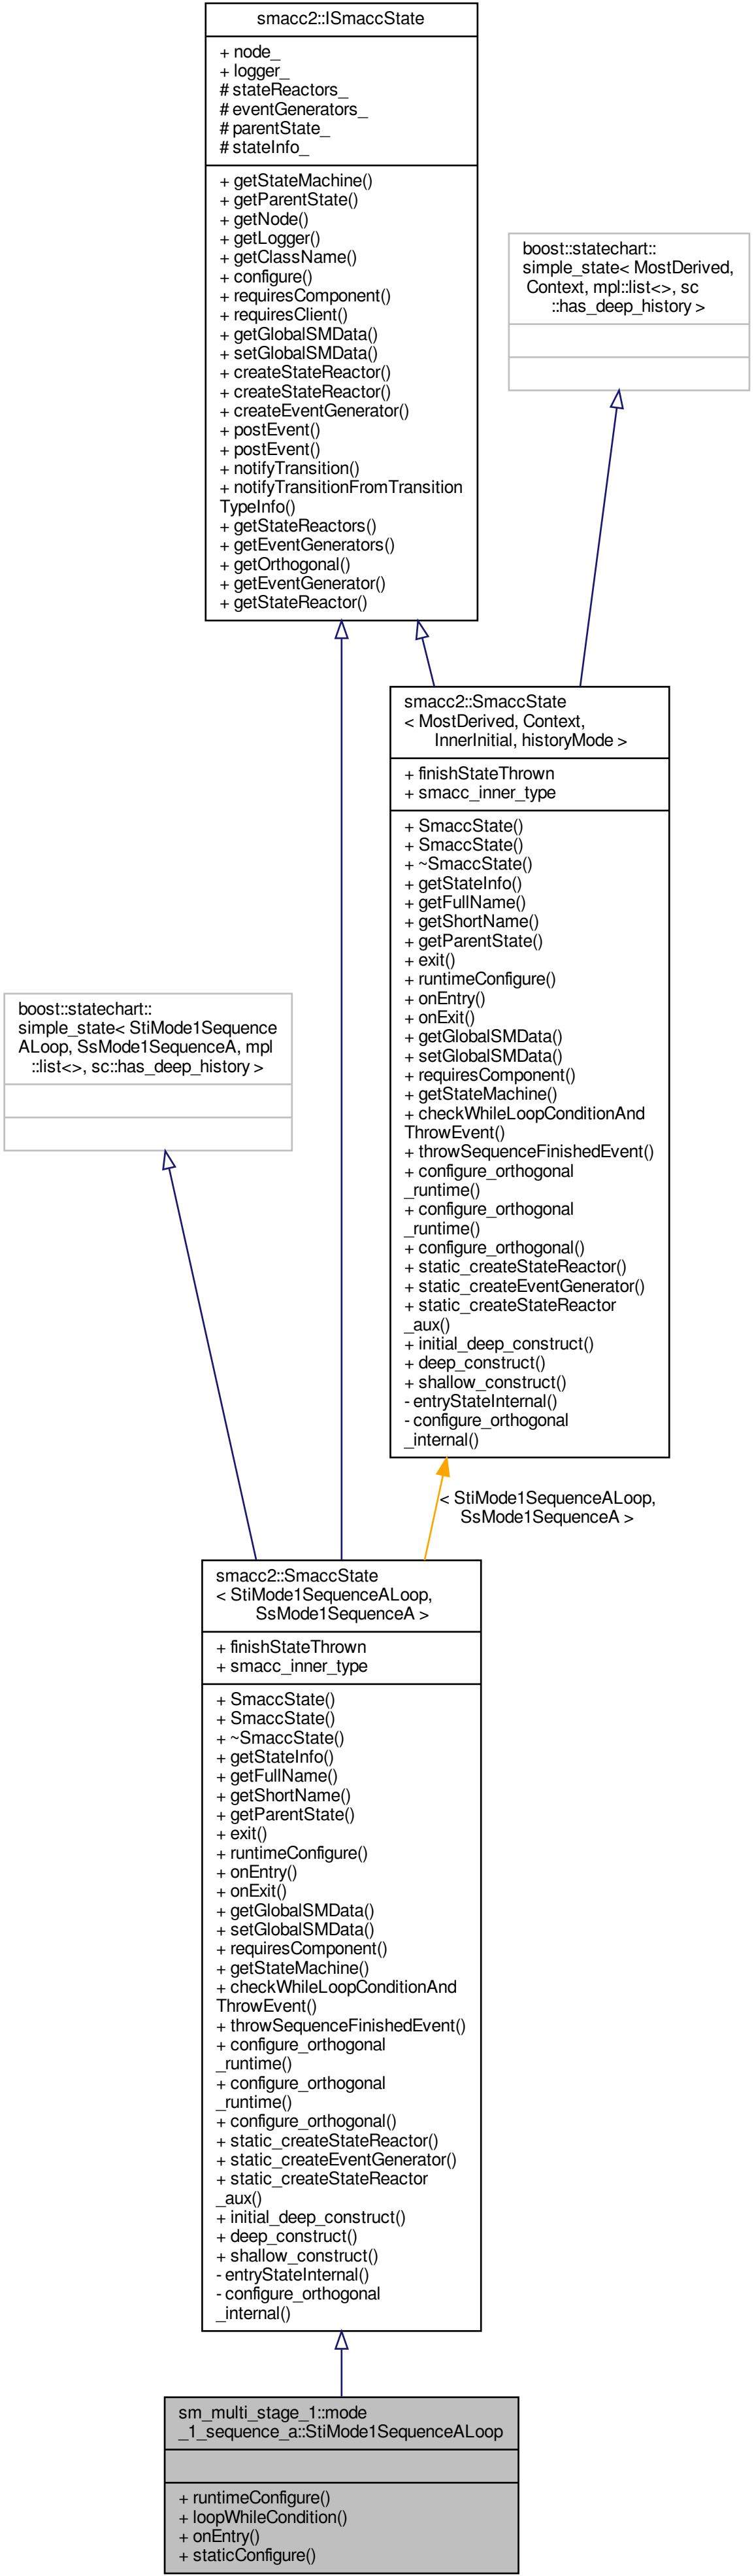 smacc2::ISmaccState
+ node_
+ logger_
# stateReactors_
# eventGenerators_
# parentState_
# stateInfo_
+ getStateMachine()
+ getParentState()
+ getNode()
+ getLogger()
+ getClassName()
+ configure()
+ requiresComponent()
+ requiresClient()
+ getGlobalSMData()
+ setGlobalSMData()
+ createStateReactor()
+ createStateReactor()
+ createEventGenerator()
+ postEvent()
+ postEvent()
+ notifyTransition()
+ notifyTransitionFromTransition
TypeInfo()
+ getStateReactors()
+ getEventGenerators()
+ getOrthogonal()
+ getEventGenerator()
+ getStateReactor()
boost::statechart::
simple_state< MostDerived,
Context, mpl::list<>, sc
::has_deep_history >
smacc2::SmaccState
< MostDerived, Context,
InnerInitial, historyMode >
+ finishStateThrown
+ smacc_inner_type
+ SmaccState()
+ SmaccState()
+ ~SmaccState()
+ getStateInfo()
+ getFullName()
+ getShortName()
+ getParentState()
+ exit()
+ runtimeConfigure()
+ onEntry()
+ onExit()
+ getGlobalSMData()
+ setGlobalSMData()
+ requiresComponent()
+ getStateMachine()
+ checkWhileLoopConditionAnd
ThrowEvent()
+ throwSequenceFinishedEvent()
+ configure_orthogonal
_runtime()
+ configure_orthogonal
_runtime()
+ configure_orthogonal()
+ static_createStateReactor()
+ static_createEventGenerator()
+ static_createStateReactor
_aux()
+ initial_deep_construct()
+ deep_construct()
+ shallow_construct()
- entryStateInternal()
- configure_orthogonal
_internal()
boost::statechart::
simple_state< StiMode1Sequence
ALoop, SsMode1SequenceA, mpl
::list<>, sc::has_deep_history >
< StiMode1SequenceALoop,
SsMode1SequenceA >
smacc2::SmaccState
< StiMode1SequenceALoop,
SsMode1SequenceA >
+ finishStateThrown
+ smacc_inner_type
+ SmaccState()
+ SmaccState()
+ ~SmaccState()
+ getStateInfo()
+ getFullName()
+ getShortName()
+ getParentState()
+ exit()
+ runtimeConfigure()
+ onEntry()
+ onExit()
+ getGlobalSMData()
+ setGlobalSMData()
+ requiresComponent()
+ getStateMachine()
+ checkWhileLoopConditionAnd
ThrowEvent()
+ throwSequenceFinishedEvent()
+ configure_orthogonal
_runtime()
+ configure_orthogonal
_runtime()
+ configure_orthogonal()
+ static_createStateReactor()
+ static_createEventGenerator()
+ static_createStateReactor
_aux()
+ initial_deep_construct()
+ deep_construct()
+ shallow_construct()
- entryStateInternal()
- configure_orthogonal
_internal()
sm_multi_stage_1::mode
_1_sequence_a::StiMode1SequenceALoop
+ runtimeConfigure()
+ loopWhileCondition()
+ onEntry()
+ staticConfigure()